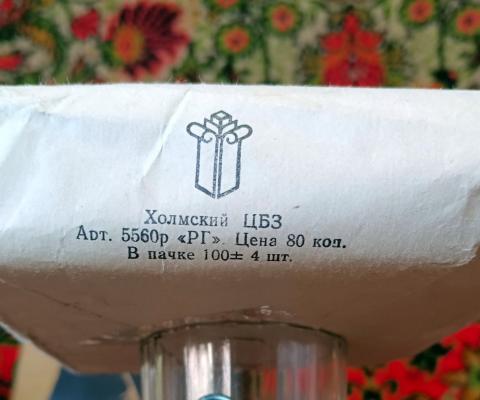 Холмский ЦБЗ
Арт. 5560р «РГ». Цена 80 коп.
В пачке 100± 4 шт.